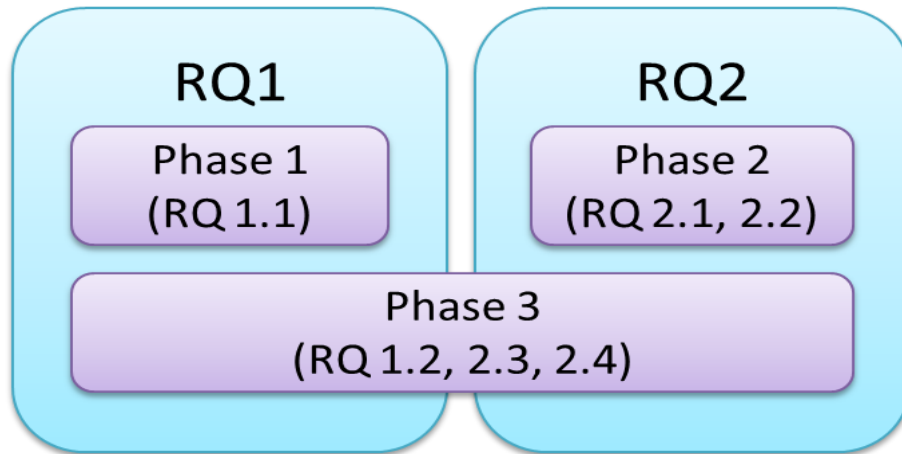 RQ1
Phase 1
(RQ 1.1)
RQ2
Phase 2
(RQ 2.1, 2.2)
Phase 3
(RQ 1.2, 2.3, 2.4)